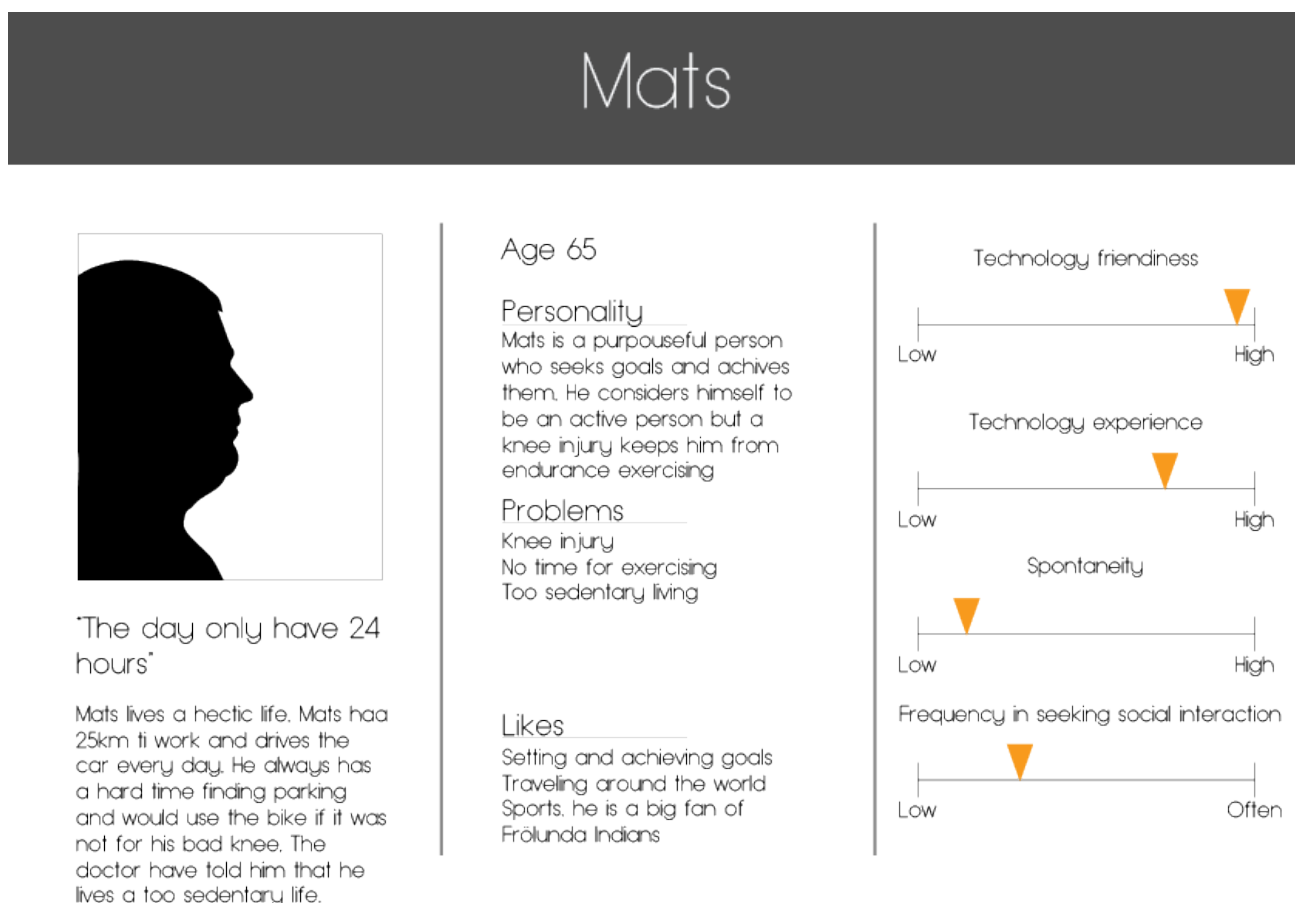 Mats
"The day only have 24
hours"
Mats lives a hectic life. Mats haa
25km ti work and drives the
car every day. He always has
a hard time finding parking
and would use the bike if it was
not for his bad knee. The
doctor have told him that he
lives a too sedentary life.
Age 65
Personality
Mats is a purpouseful person
who seeks goals and achives
them. He considers himself to
be an active person but a
knee injury keeps him from
endurance exercising
Problems
Knee injury
No time for exercising
Too sedentary living
Likes
Setting and achieving goals
Traveling around the world
Sports, he is a big fan of
Frölunda Indians
Technology friendiness
Low High
Technology experience
Low High
Spontaneity
Low High
Frequency in seeking social interaction
Low Often